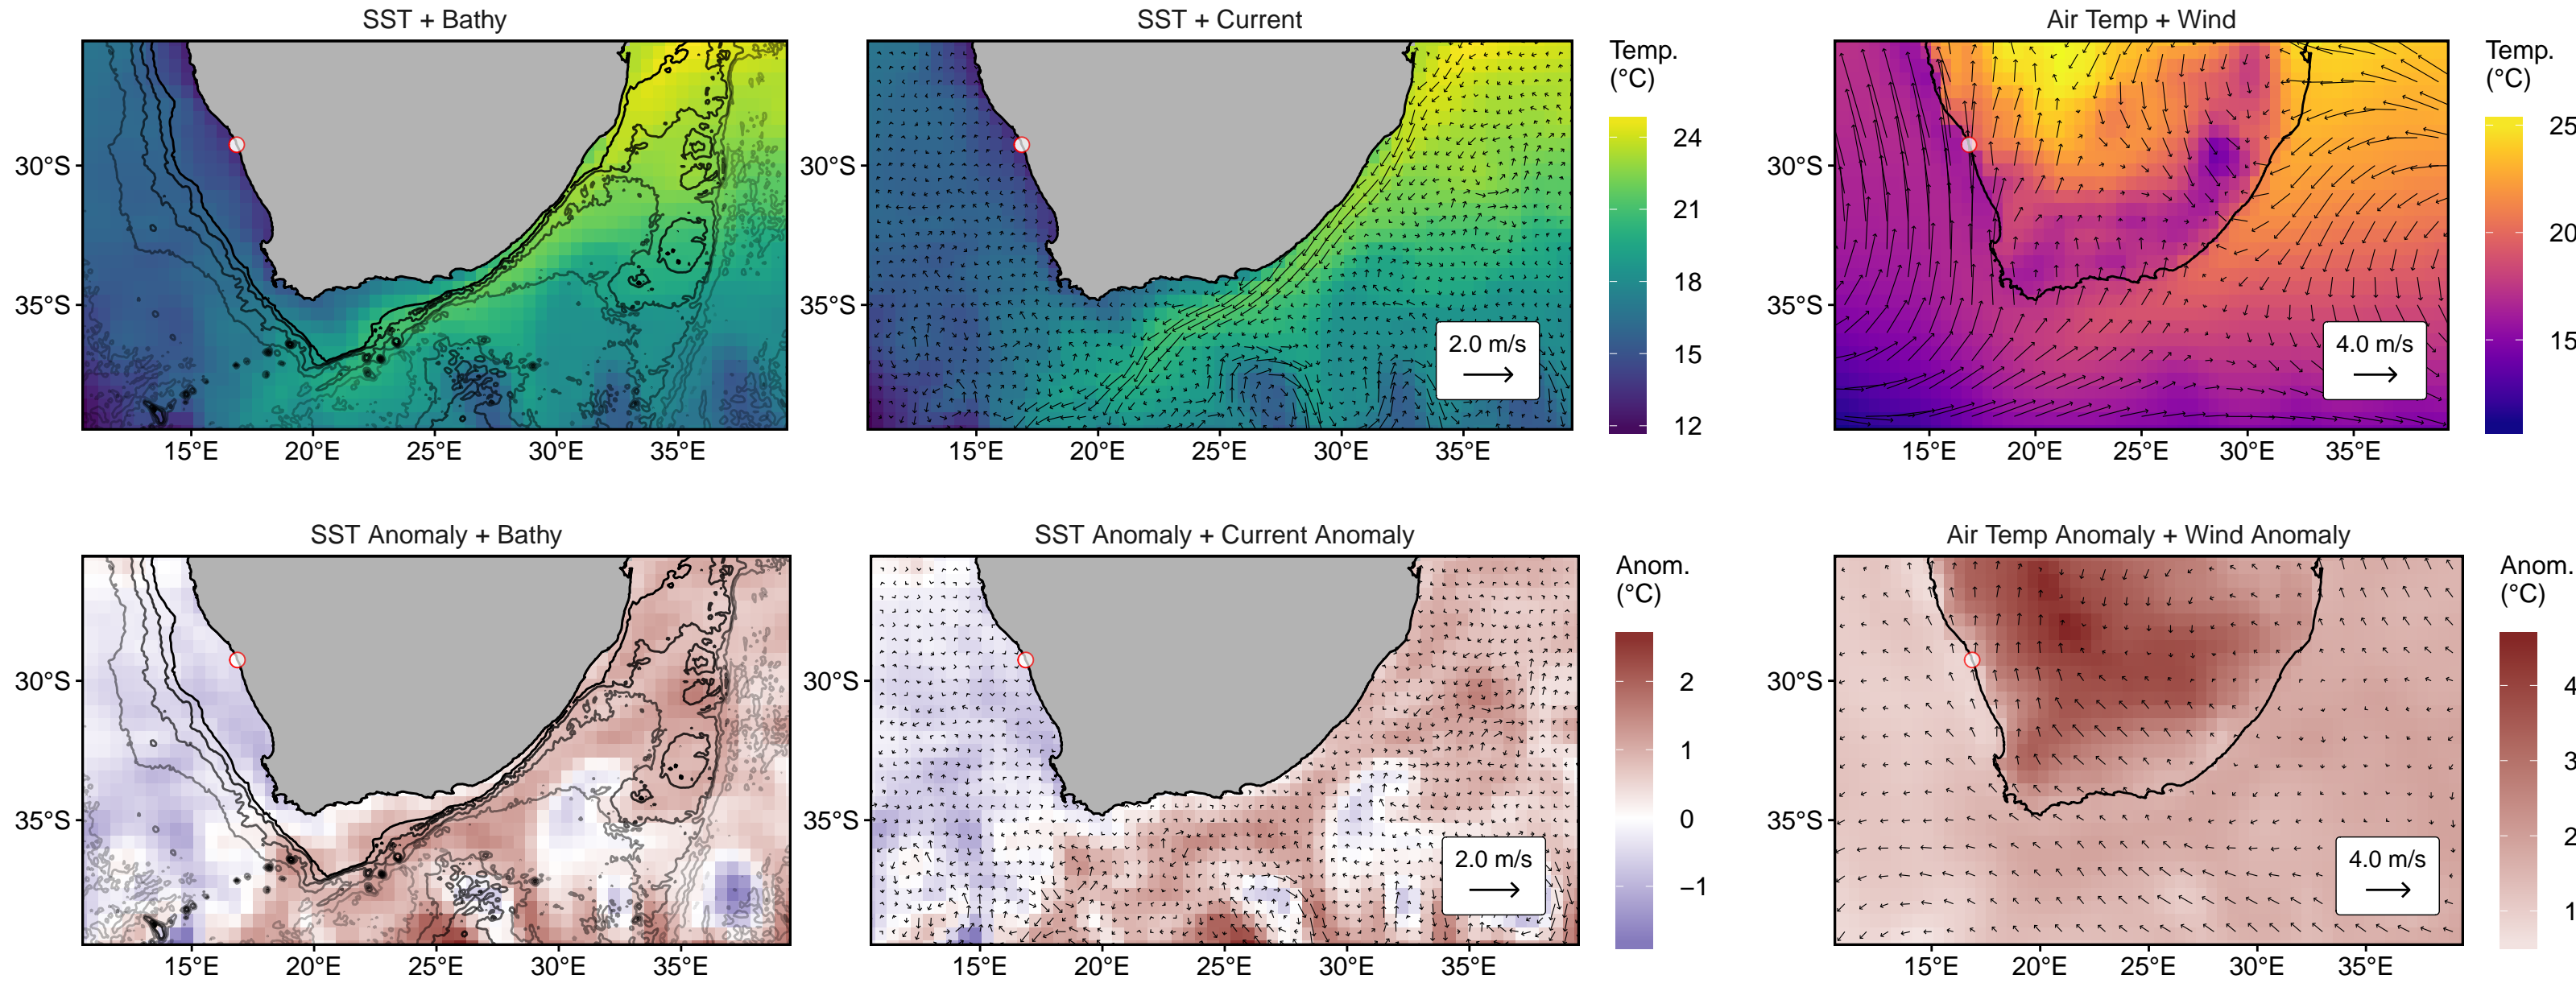 SST + Bathy
30°S
35°S
15°E 20°E 25°E 30°E 35°E
SST + Current
30°S
35°S
2.0 m/s
15°E 20°E 25°E 30°E 35°E
Temp.
(°C)
24
21
18
15
12
Air Temp + Wind
30°S
35°S
4.0 m/s
15°E 20°E 25°E 30°E 35°E
Temp.
(°C)
25
20
15
SST Anomaly + Bathy
30°S
35°S
15°E 20°E 25°E 30°E 35°E
SST Anomaly + Current Anomaly
30°S
35°S
2.0 m/s
15°E 20°E 25°E 30°E 35°E
Anom.
(°C)
2
1
0
−1
Air Temp Anomaly + Wind Anomaly
30°S
35°S
4.0 m/s
15°E 20°E 25°E 30°E 35°E
Anom.
(°C)
4
3
2
1